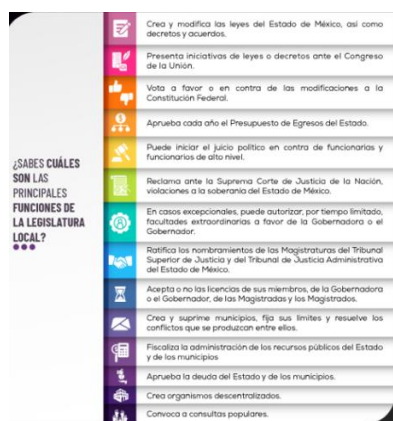 ¿SABES CUÁLES
SON LAS
PRINCIPALES
FUNCIONES DE
LA LEGISLATURA
LOCAL?
Crea y modifica las leyes del Estado de México, así como
decretos y acuerdos.
Presenta iniciativas de leyes o decretos ante el Congreso
de la Unión.
Vota a favor o en contra de las modificaciones a la
Constitución Federal.
Aprueba cada año el Presupuesto de Egresos del Estado.
Puede iniciar el juicio político en contra de funcionarias y
funcionarios de alto nivel.
Reclama ante la Suprema Corte de Justicia de la Nación,
violaciones a la soberanía del Estado de México.
En casos excepcionales, puede autorizar, por tiempo limitado,
facultades extraordinarias a favor de la Gobernadora o el
Gobernador.
Ratifica los nombramientos de las Magistraturas del Tribunal
Superior de Justicia y del Tribunal de Justicia Administrativa
del Estado de México.
Acepta o no las licencias de sus miembros, de la Gobernadora
o el Gobernador, de las Magistradas y los Magistrados.
Crea y suprime municipios, fija sus límites y resuelve los
conflictos que se produzcan entre ellos.
Fiscaliza la administración de los recursos públicos del Estado
y de los municipios
Aprueba la deuda del Estado y de los municipios.
Crea organismos descentralizados.
Convoca a consultas populares.